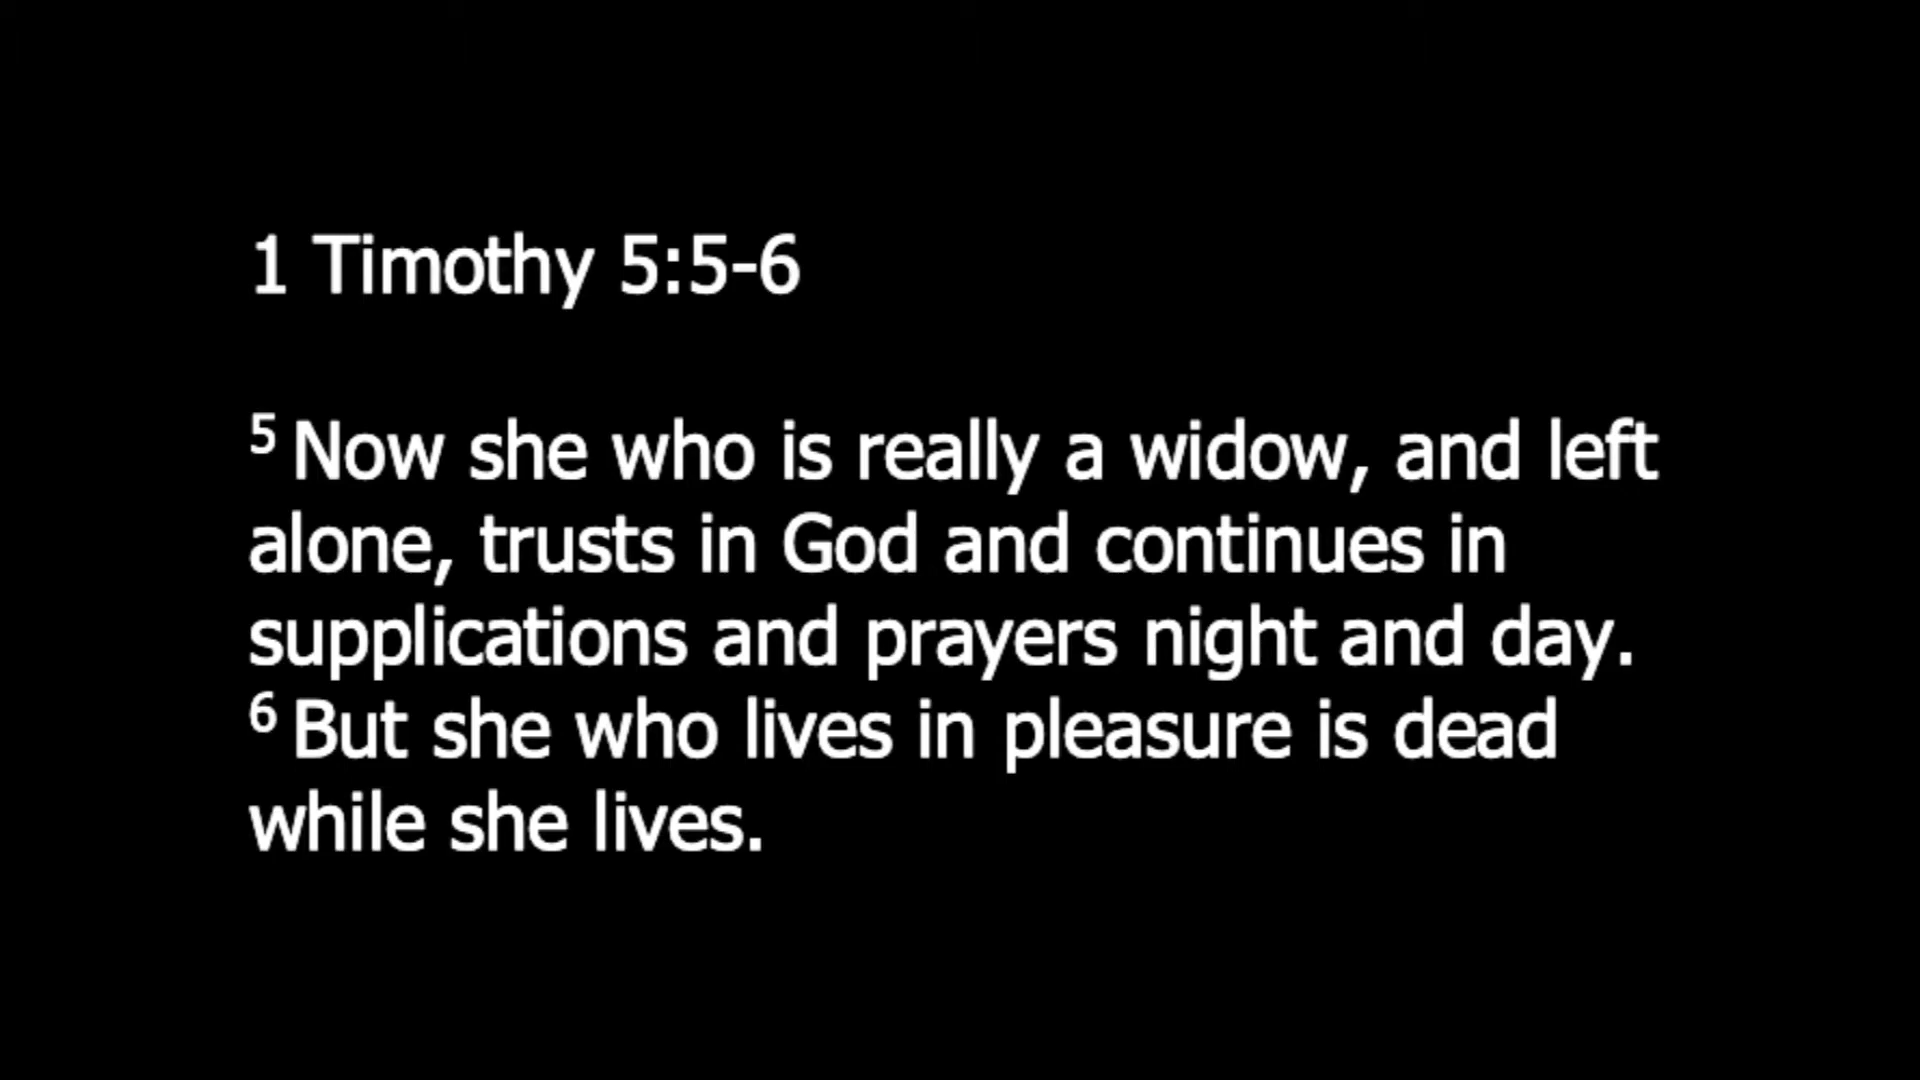 1 Timothy 5:5-6
5 Now she who is really a widow, and left
alone, trusts in God and continues in
supplications and prayers night and day.
6 But she who lives in pleasure is dead
while she lives.